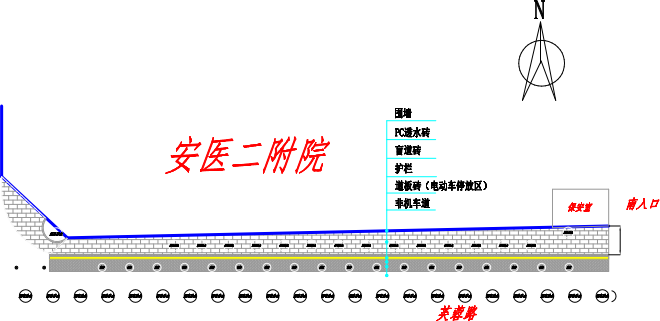 N
围墙
PC透水砖
安医二附院
盲道砖
护栏
道板砖（电动车停放区）
非机车道
保安室
南入口
芙蓉路